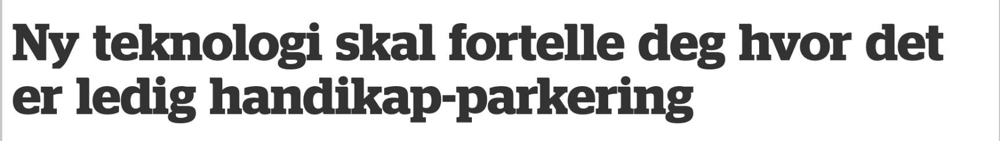 Ny teknologi skal fortelle deg hvor det
er ledig handikap-parkering